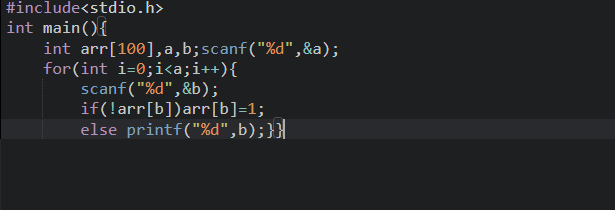 #include<stdio.h>
int main(){
    int arr[100],a,b;scanf("%d",&a);
    for(int i=0;i<a;i++){
        scanf("%d",&b);
        if(!arr[b])arr[b]=1;
        else printf("%d",b);}}